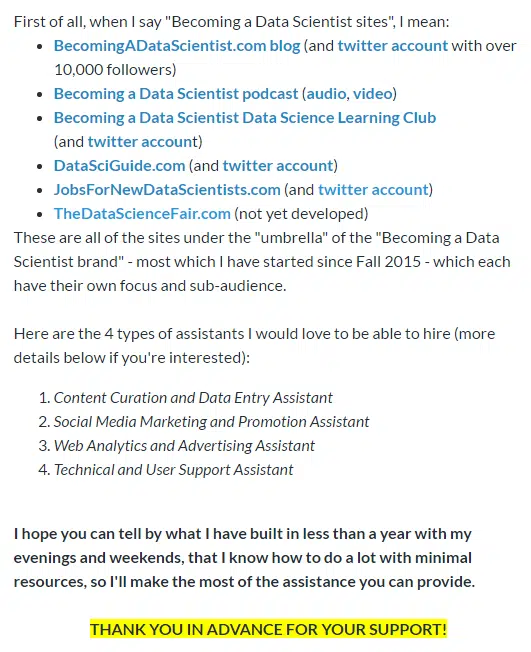 First of all, when I say "Becoming a Data Scientist sites", I mean:
• BecomingADataScientist.com blog (and twitter account with over
10,000 followers)
• Becoming a Data Scientist podcast (audio, video)
• Becoming a Data Scientist Data Science Learning Club
(and twitter account)
• DataSciGuide.com (and twitter account)
• JobsForNewDataScientists.com (and twitter account)
• TheDataScienceFair.com (not yet developed)
These are all of the sites under the "umbrella" of the "Becoming a Data
Scientist brand" - most which I have started since Fall 2015 - which each
have their own focus and sub-audience.
Here are the 4 types of assistants I would love to be able to hire (more
details below if you're interested):
1. Content Curation and Data Entry Assistant
2. Social Media Marketing and Promotion Assistant
3. Web Analytics and Advertising Assistant
4. Technical and User Support Assistant
I hope you can tell by what I have built in less than a year with my
evenings and weekends, that I know how to do a lot with minimal
resources, so I'll make the most of the assistance you can provide.
THANK YOU IN ADVANCE FOR YOUR SUPPORT!